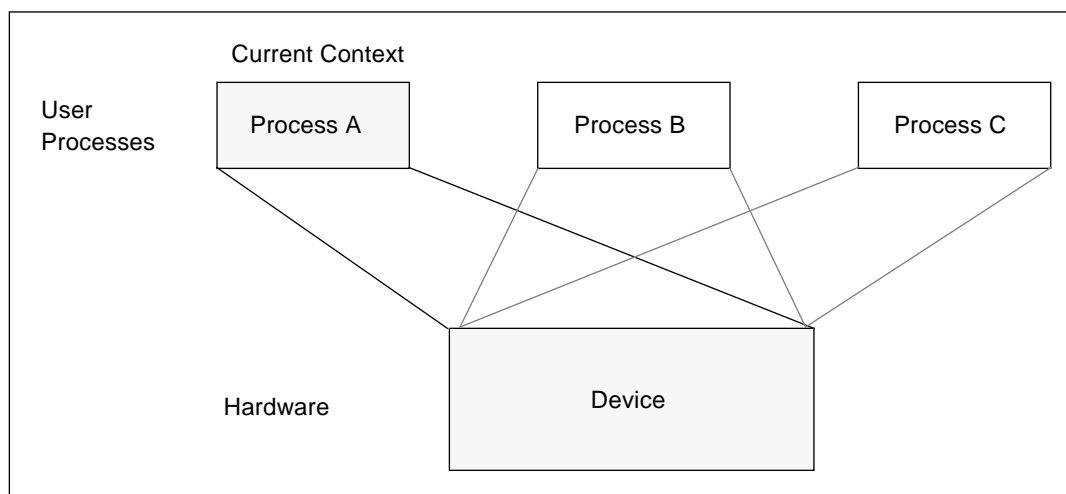 Current Context
User
Processes
Process A
Process B
Process C
Hardware
Device